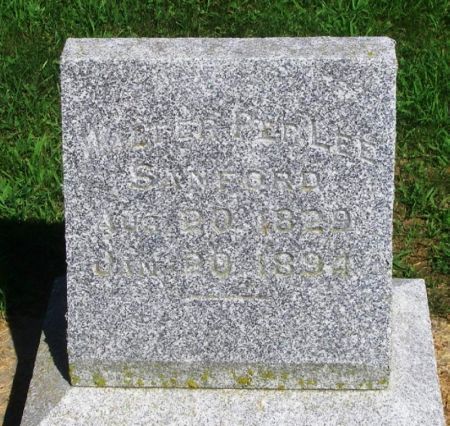 Walter PerLee
Sanford
Aug. 20 1829
Jan. 20 1894